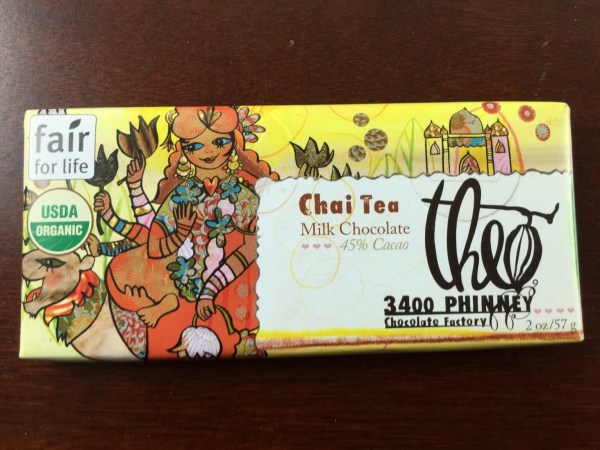 fair
for life
USDA
ORGANIC
Chai Tea
Milk Chocolate
45% Cacao
theo
3400 PHINNEY
Chocolate Factory
2 oz/57 g